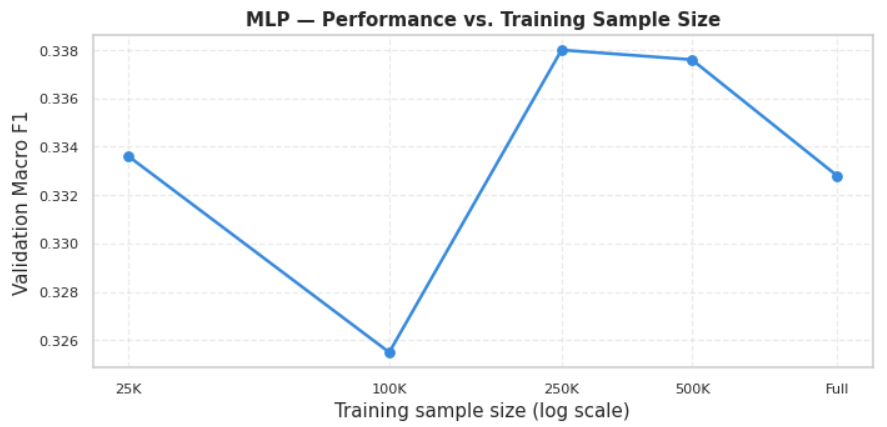 MLP — Performance vs. Training Sample Size
Validation Macro F1
0.338
0.336
0.334
0.332
0.330
0.328
0.326
25K 100K 250K 500K Full
Training sample size (log scale)